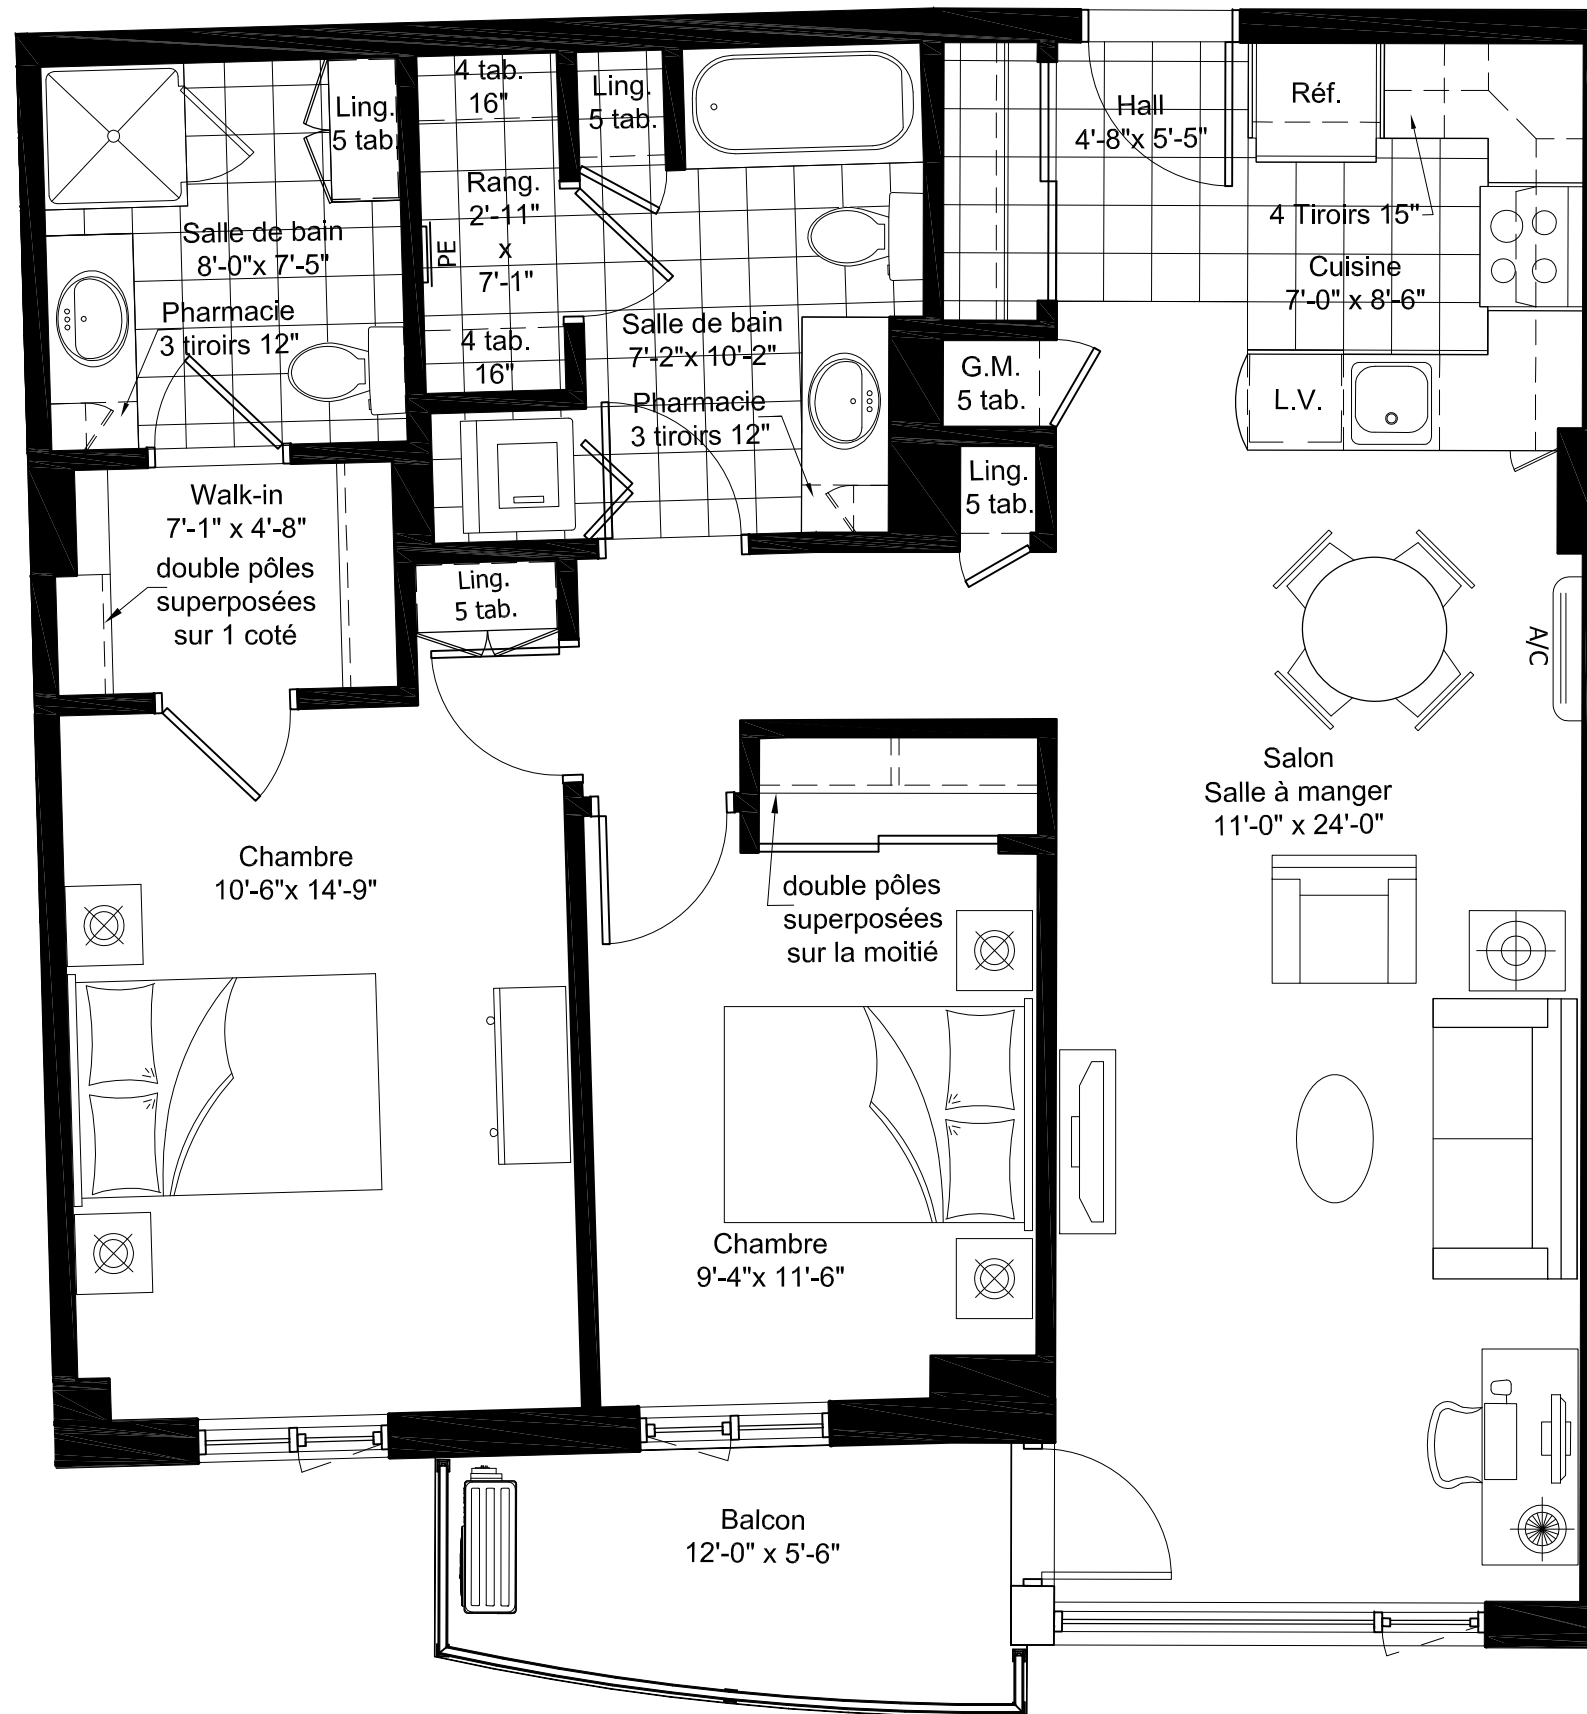 Ling.
5 tab.
4 tab.
16"
Ling.
5 tab.
Hall
4'-8"x 5'-5"
Réf.
Rang.
2'-11"
x
7'-1"
PE
4 Tiroirs 15"
Salle de bain
8'-0"x 7'-5"
Cuisine
7'-0" x 8'-6"
Pharmacie
3 tiroirs 12"
Salle de bain
7'-2"x 10'-2"
4 tab.
16"
G.M.
5 tab.
L.V.
Pharmacie
3 tiroirs 12"
Ling.
5 tab.
Walk-in
7'-1" x 4'-8"
double pôles
superposées
sur 1 coté
Ling.
5 tab.
A/C
Salon
Salle à manger
11'-0" x 24'-0"
Chambre
10'-6"x 14'-9"
double pôles
superposées
sur la moitié
Chambre
9'-4"x 11'-6"
Balcon
12'-0" x 5'-6"